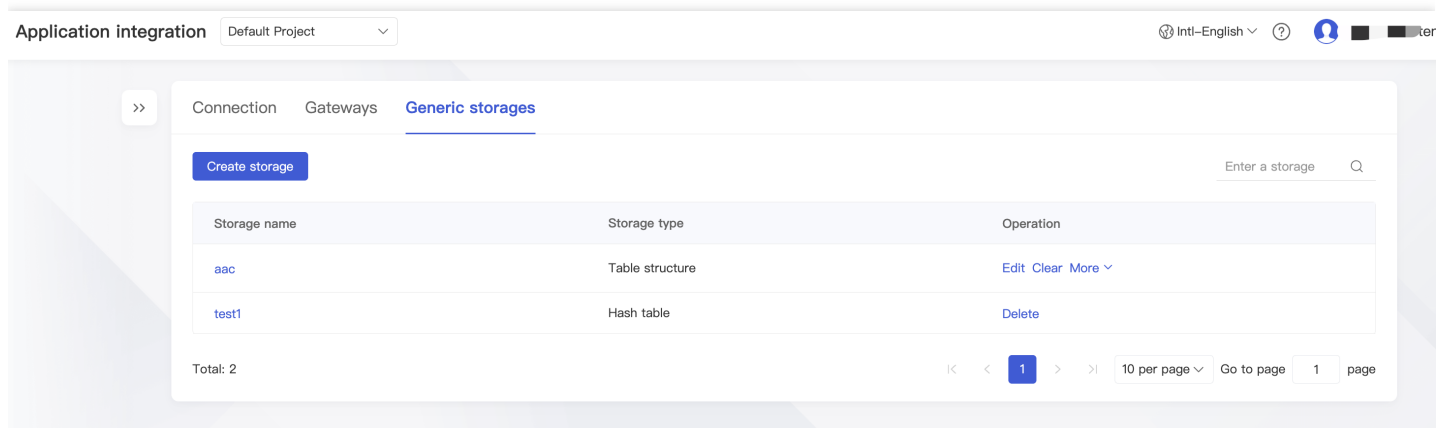 Application integration Default Project Intl-English
Connection Gateways Generic storages
Create storage Enter a storage
Storage name Storage type Operation
aac Table structure Edit Clear More
test1 Hash table Delete
Total: 2 1 10 per page Go to page 1 page